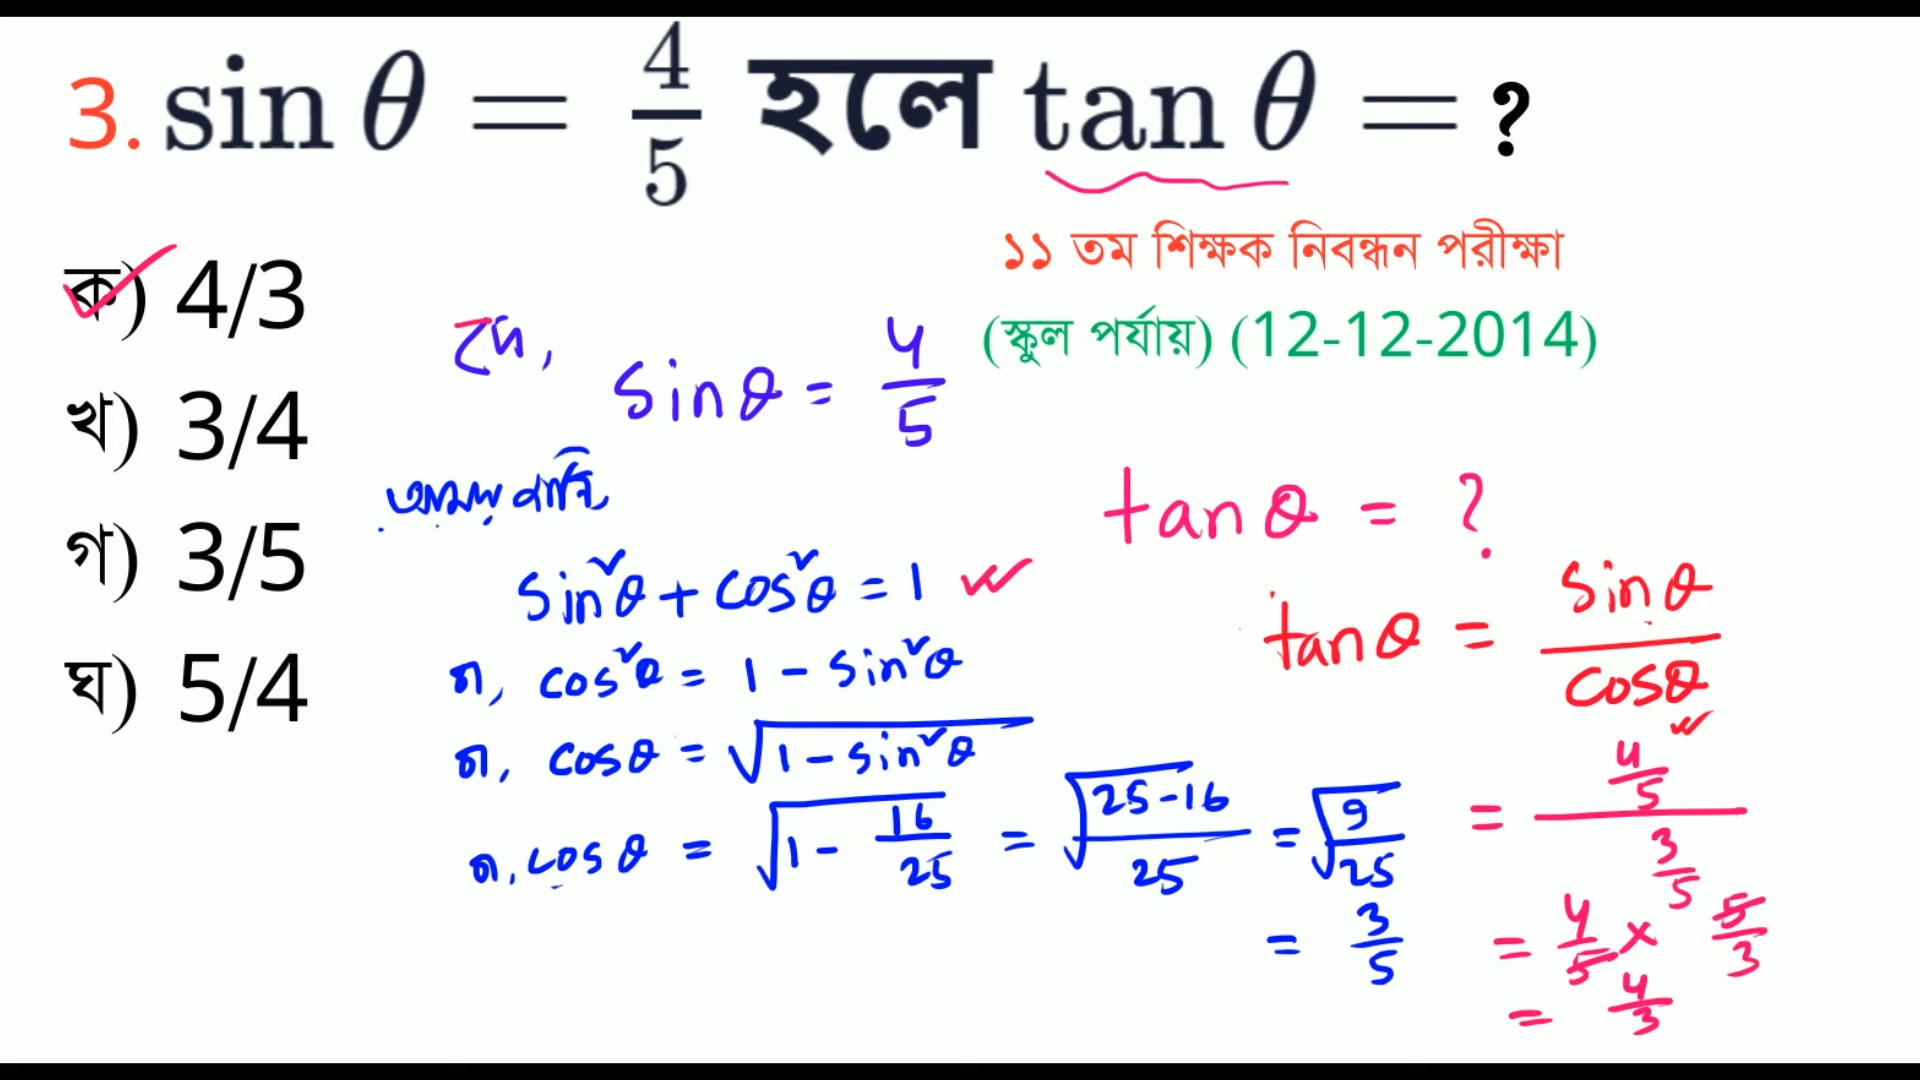 3. sin θ = 4/5 হলে tan θ = ?
১১ তম শিক্ষক নিবন্ধন পরীক্ষা
(স্কুল পর্যায়) (12-12-2014)
ক) 4/3
খ) 3/4
গ) 3/5
ঘ) 5/4
sinθ = 4/5
আমরা জানি
sin²θ + cos²θ = 1
বা, cos²θ = 1 - sin²θ
বা, cosθ = √(1 - sin²θ)
বা, cosθ = √(1 - 16/25) = √((25-16)/25) = √(9/25)
= 3/5
tanθ = ?
tanθ = sinθ/cosθ
= (4/5)/(3/5)
= 4/5 × 5/3
= 4/3